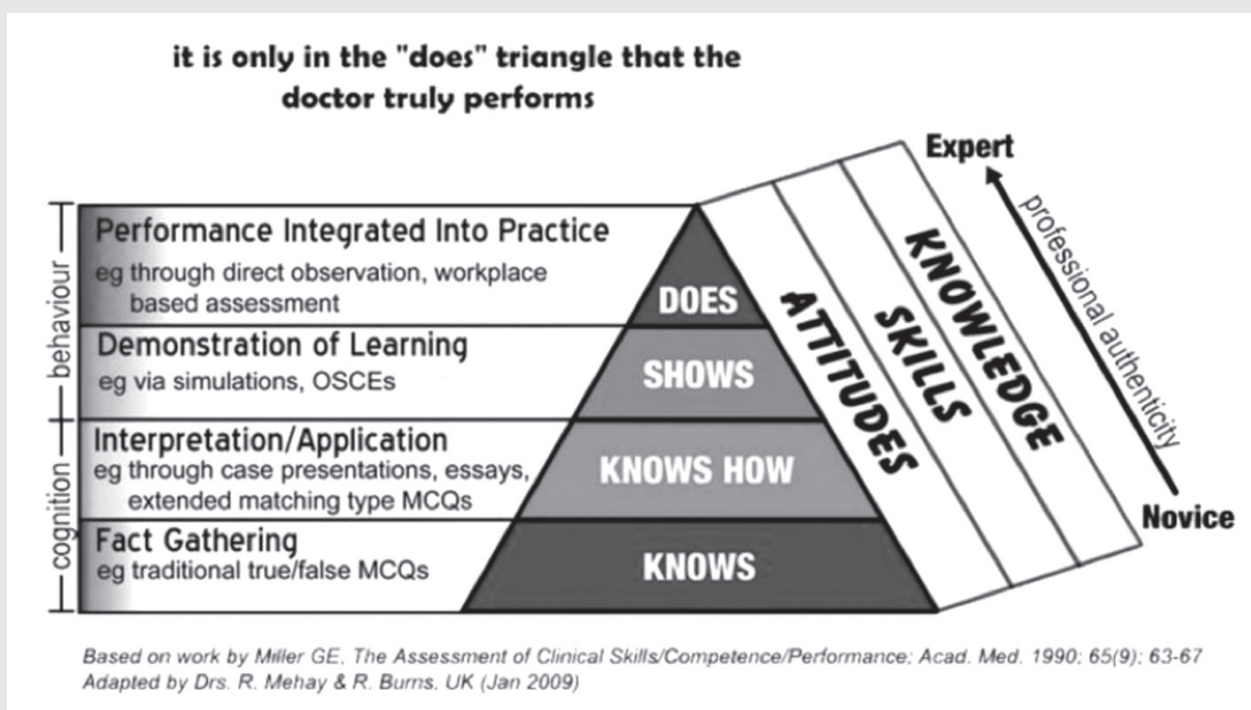 it is only in the "does" triangle that the
doctor truly performs
Expert
professional authenticity
Novice
KNOWLEDGE
SKILLS
ATTITUDES
behaviour
Performance Integrated Into Practice
eg through direct observation, workplace
based assessment
DOES
Demonstration of Learning
eg via simulations, OSCEs
SHOWS
cognition
Interpretation/Application
eg through case presentations, essays,
extended matching type MCQs
KNOWS HOW
Fact Gathering
eg traditional true/false MCQs
KNOWS
Based on work by Miller GE, The Assessment of Clinical Skills/Competence/Performance; Acad. Med. 1990; 65(9); 63-67
Adapted by Drs. R. Mehay & R. Burns, UK (Jan 2009)